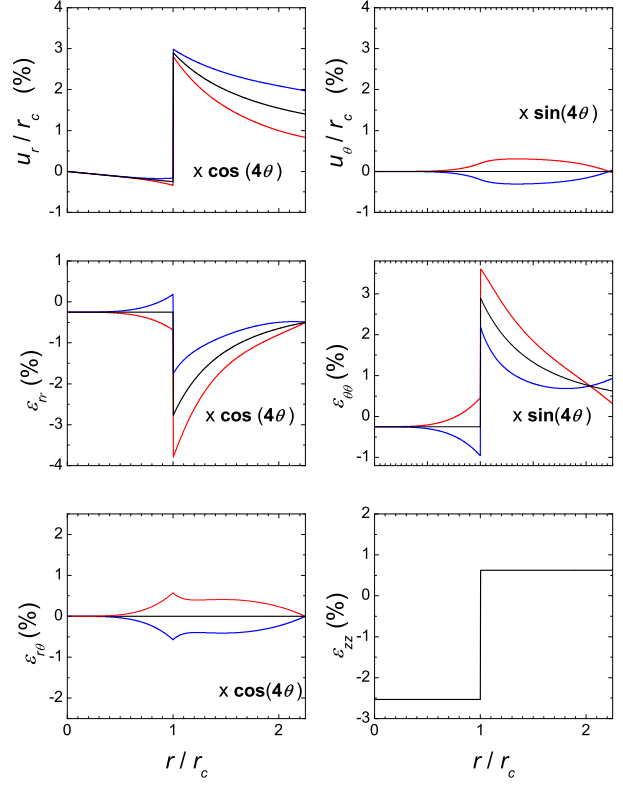 4
3
2
1
0
-1
u_r / r_c (%)
x cos (4θ)
4
3
2
1
0
-1
u_θ / r_c (%)
x sin(4θ)
1
0
-1
-2
-3
-4
ε_rr (%)
x cos (4θ)
3
2
1
0
-1
ε_θθ (%)
x sin(4θ)
2
1
0
-1
-2
ε_rθ (%)
x cos(4θ)
0 1 2
r / r_c
2
1
0
-1
-2
-3
ε_zz (%)
0 1 2
r / r_c